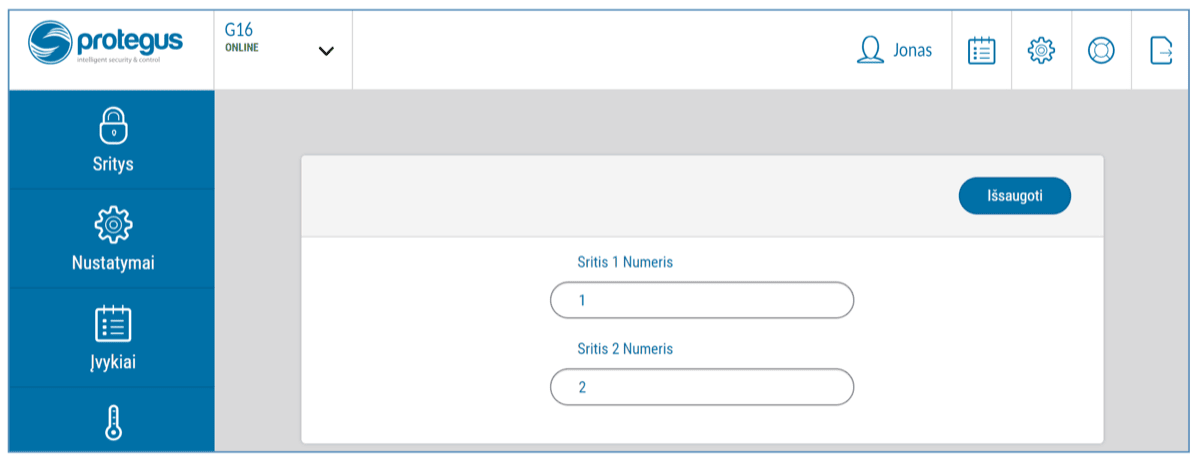 protegus
intelligent security & control
G16
ONLINE
Jonas
Sritys
Nustatymai
Įvykiai
Išsaugoti
Sritis 1 Numeris
1
Sritis 2 Numeris
2